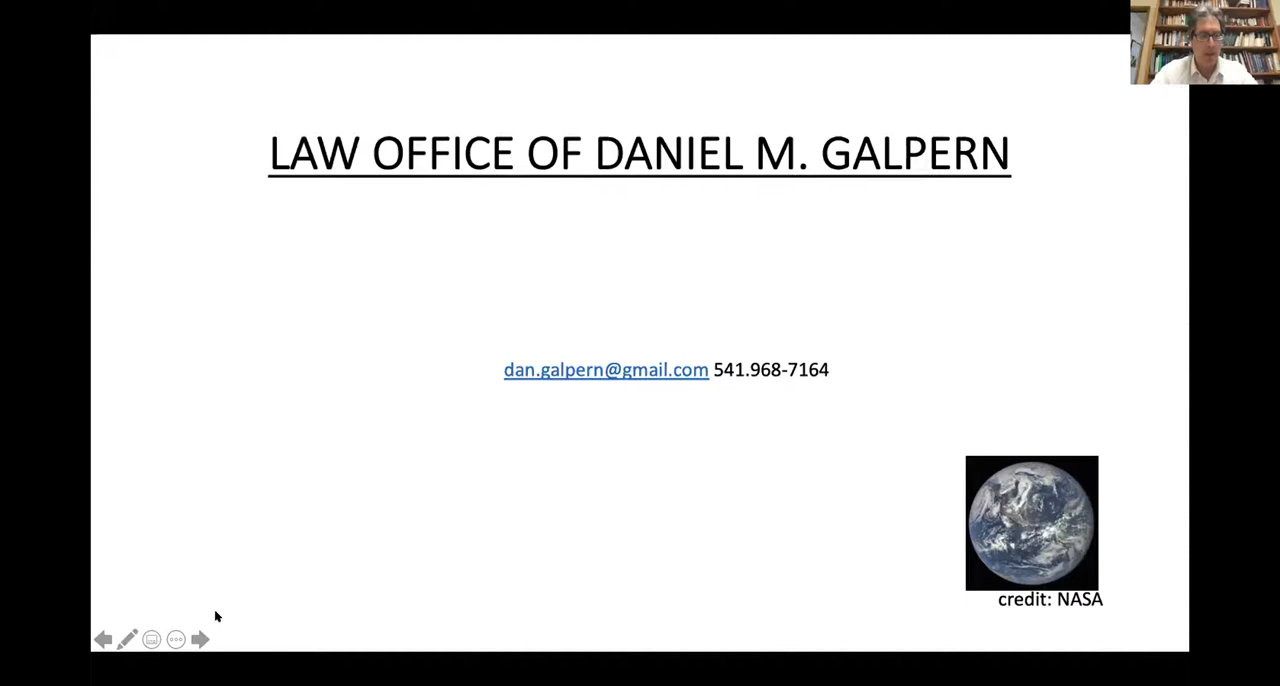 LAW OFFICE OF DANIEL M. GALPERN
dan.galpern@gmail.com 541.968-7164
credit: NASA